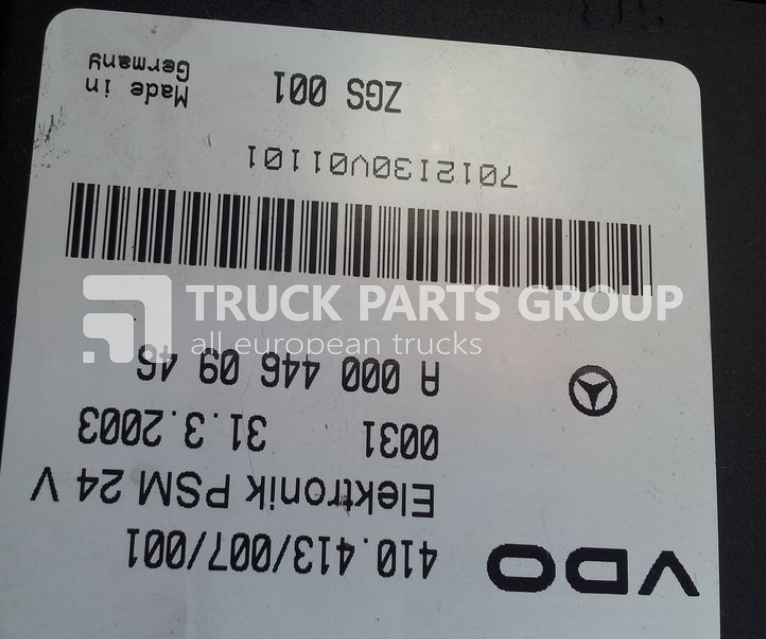 VDO 410.413/007/001
Elektronik PSM 24 V
0031 31.3.2003
A 000 446 09 46
7012I30V01101
ZGS 001
Made in
Germany
TRUCK PARTS GROUP
all european trucks